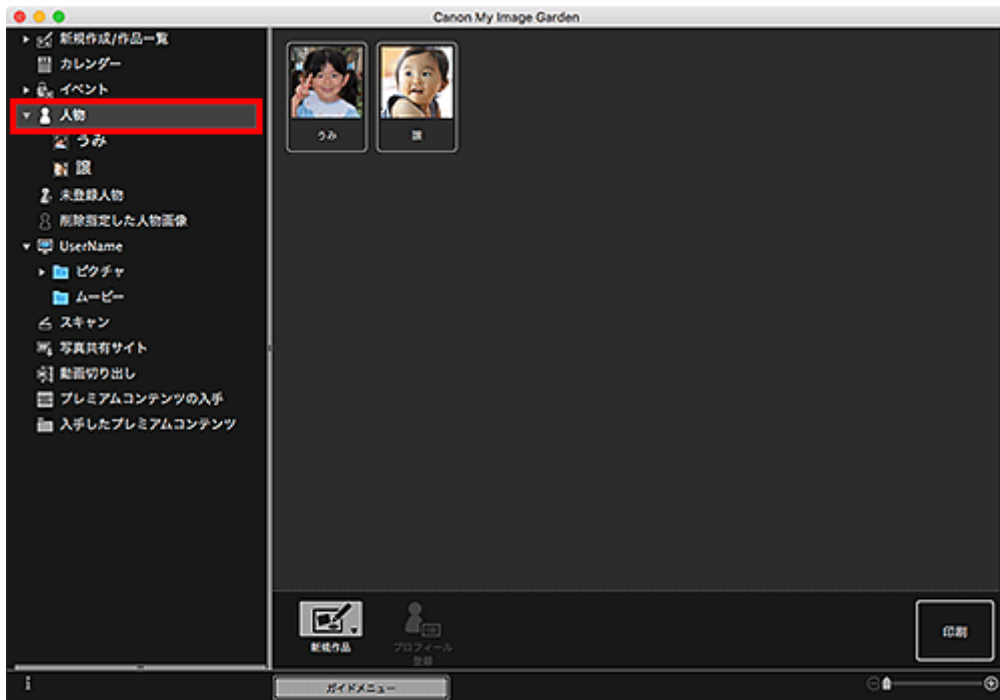 Canon My Image Garden
新規作成/作品一覧
カレンダー
イベント
人物
うみ
譲
未登録人物
削除指定した人物画像
UserName
ピクチャ
ムービー
スキャン
写真共有サイト
動画切り出し
プレミアムコンテンツの入手
入手したプレミアムコンテンツ
うみ
譲
新規作品
プロフィール
登録
印刷
ガイドメニュー